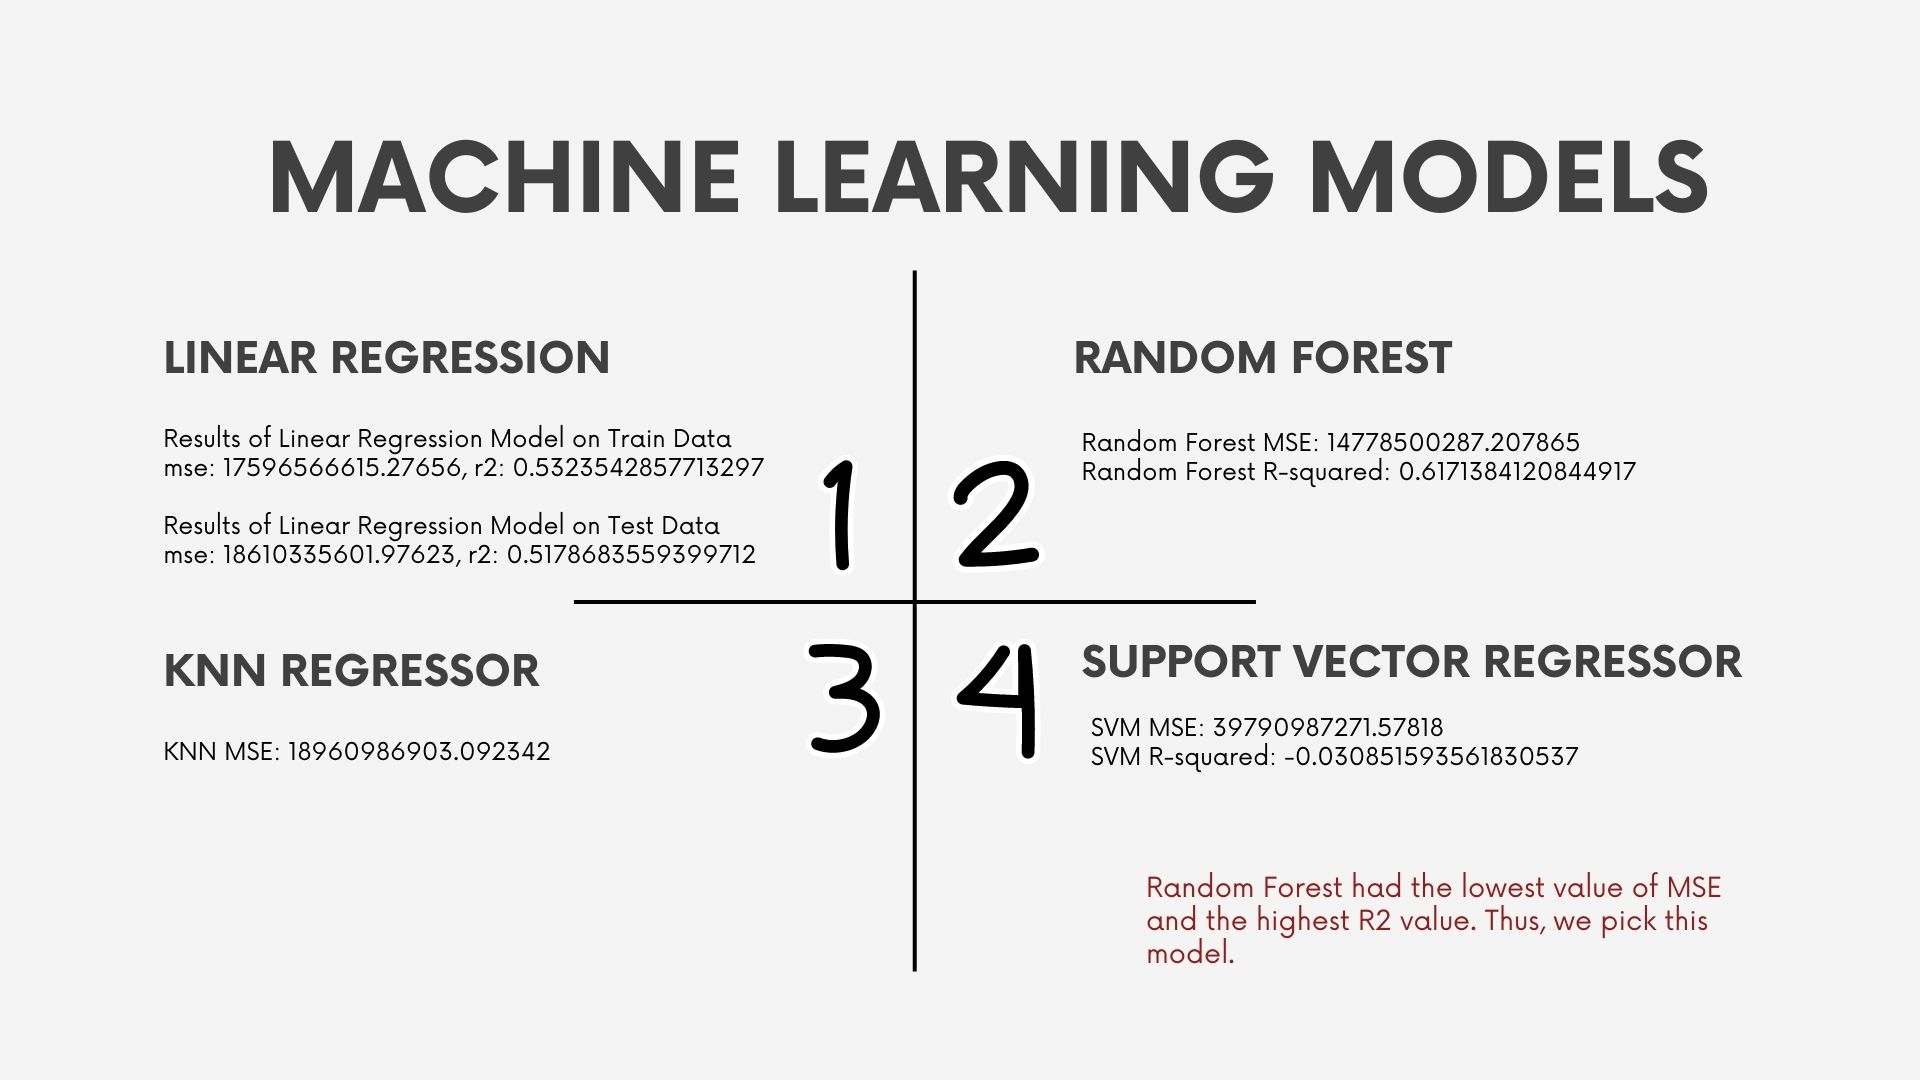 MACHINE LEARNING MODELS
LINEAR REGRESSION
Results of Linear Regression Model on Train Data
mse: 17596566615.27656, r2: 0.5323542857713297
Results of Linear Regression Model on Test Data
mse: 18610335601.97623, r2: 0.5178683559399712
1
2
RANDOM FOREST
Random Forest MSE: 14778500287.207865
Random Forest R-squared: 0.6171384120844917
KNN REGRESSOR
KNN MSE: 18960986903.092342
3
4
SUPPORT VECTOR REGRESSOR
SVM MSE: 39790987271.57818
SVM R-squared: -0.030851593561830537
Random Forest had the lowest value of MSE
and the highest R2 value. Thus, we pick this
model.